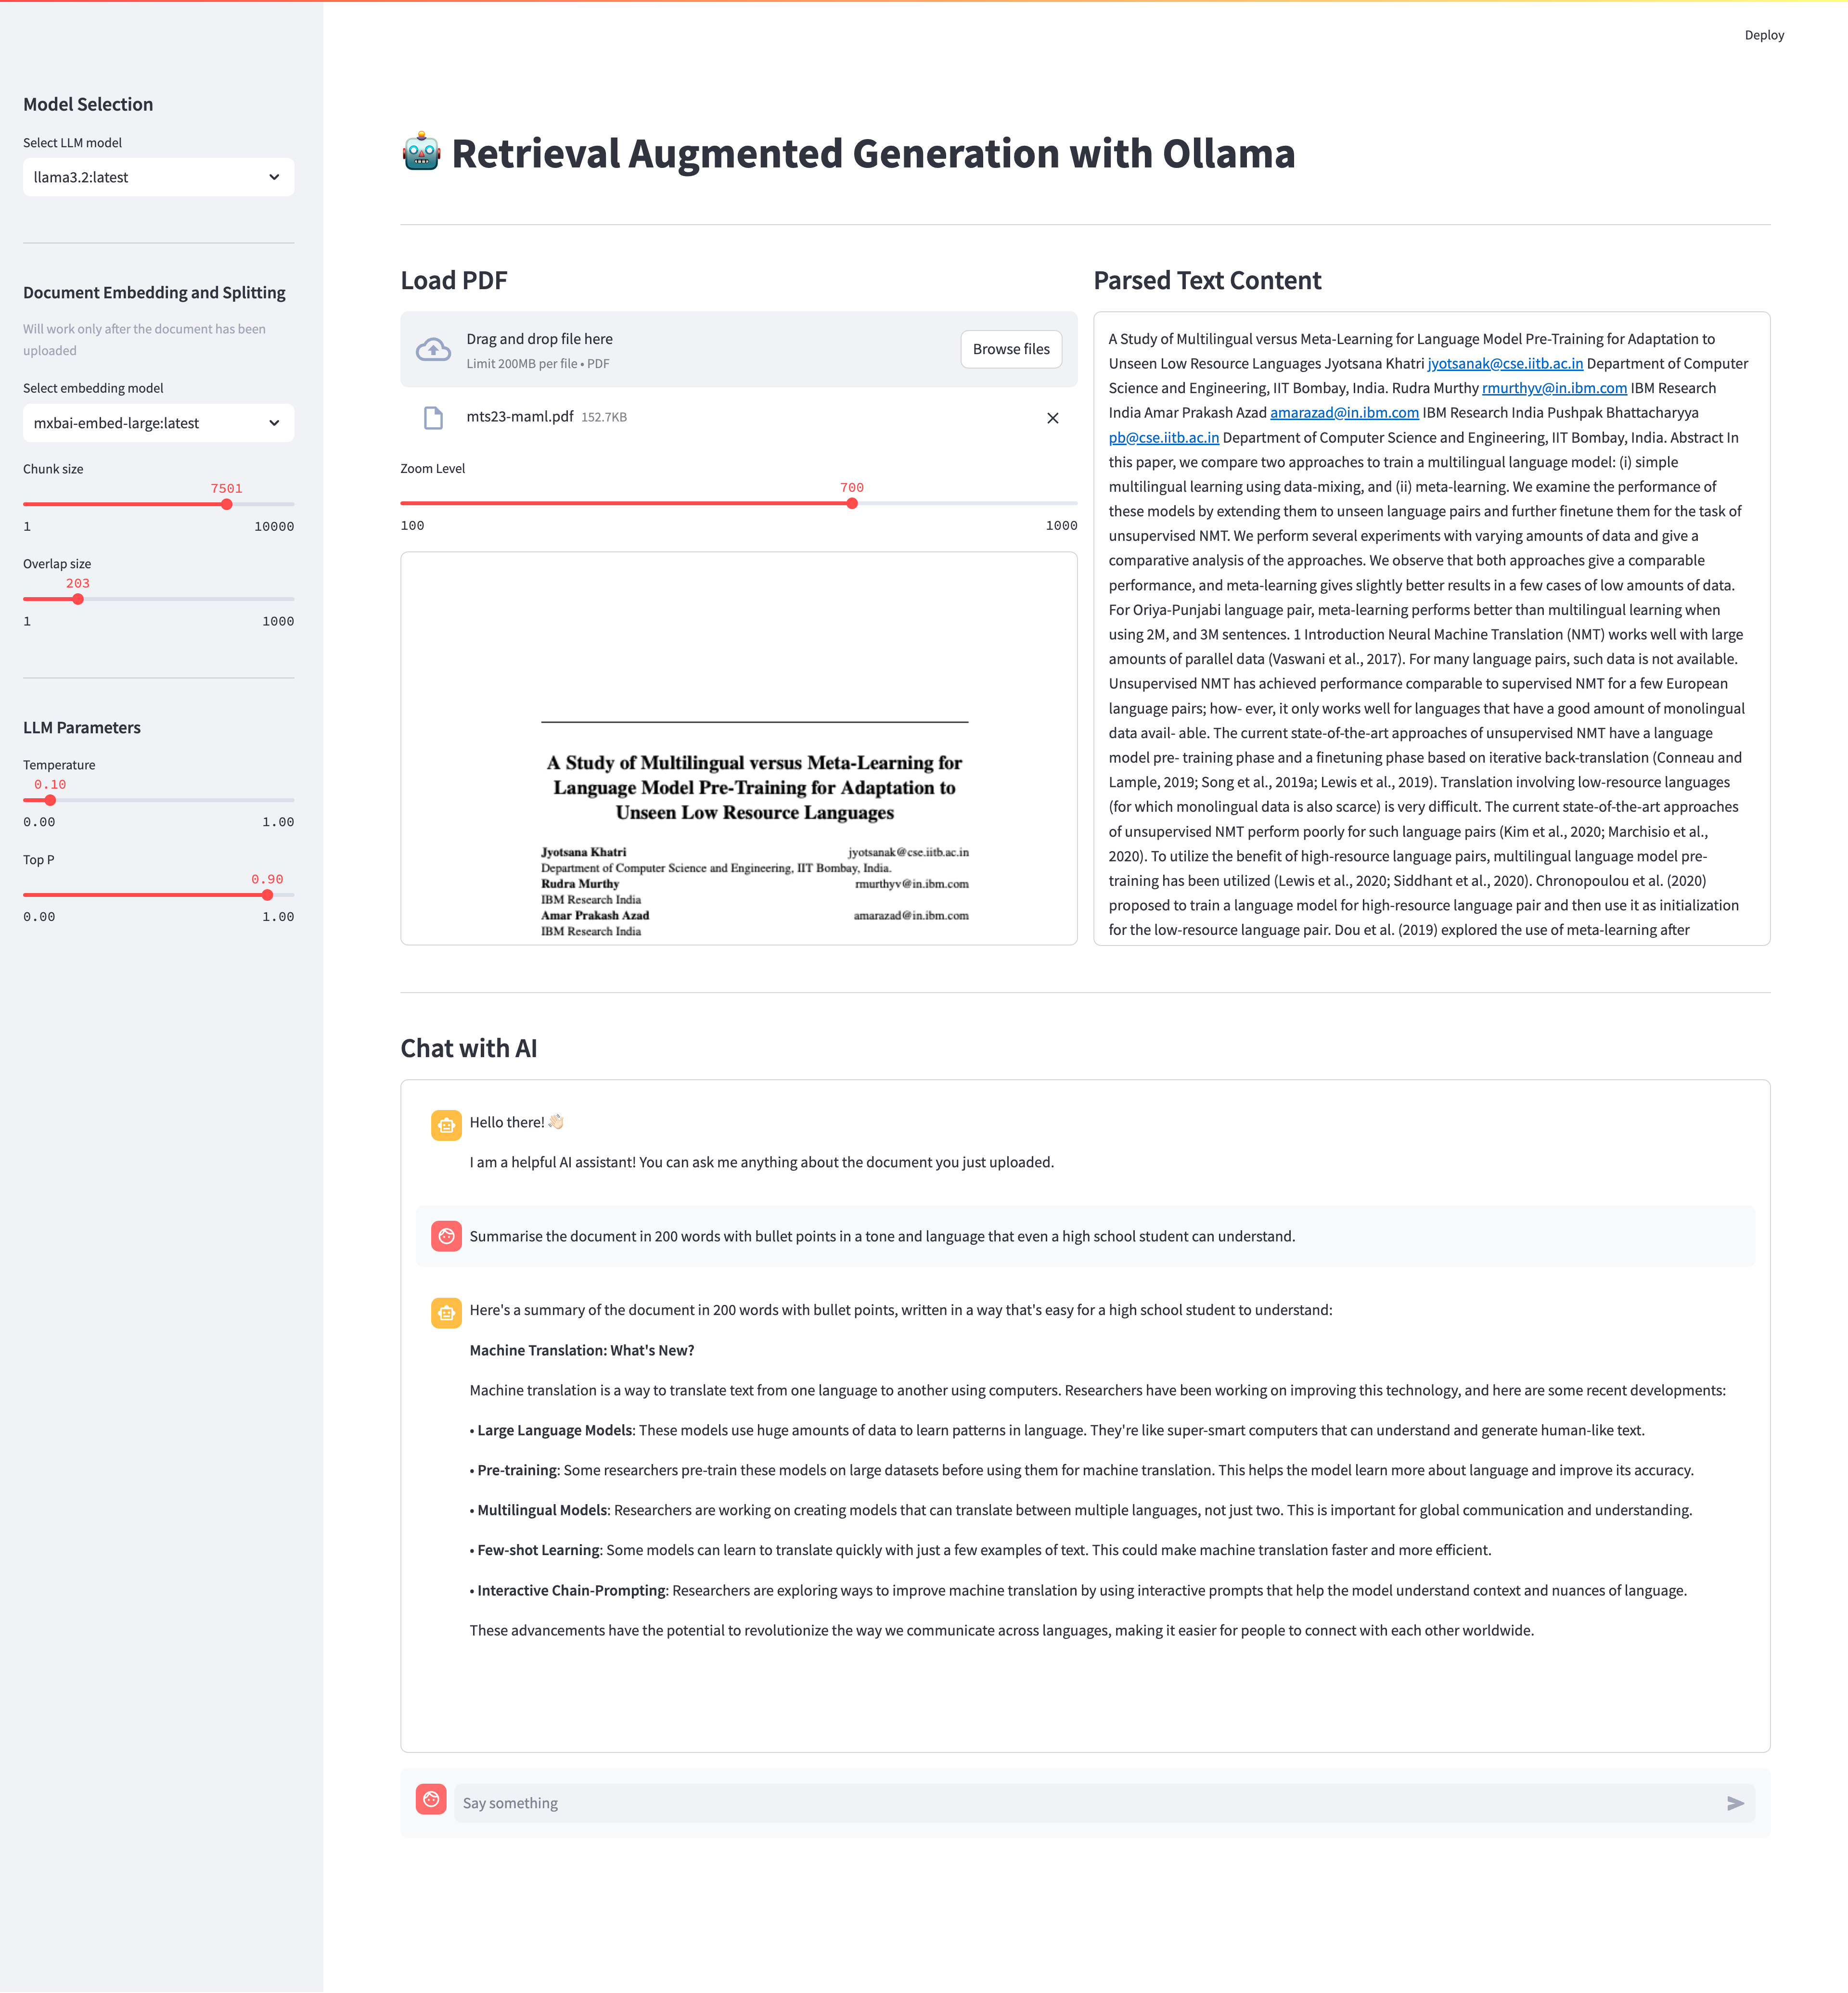 Deploy
Model Selection
Select LLM model
llama3.2:latest
Document Embedding and Splitting
Will work only after the document has been
uploaded
Select embedding model
mxbai-embed-large:latest
Chunk size
7501
1 10000
Overlap size
203
1 1000
LLM Parameters
Temperature
0.10
0.00 1.00
Top P
0.90
0.00 1.00
🤖 Retrieval Augmented Generation with Ollama
Load PDF
Drag and drop file here
Limit 200MB per file • PDF
Browse files
mts23-maml.pdf 152.7KB
Zoom Level
700
100 1000
A Study of Multilingual versus Meta-Learning for
Language Model Pre-Training for Adaptation to
Unseen Low Resource Languages
Jyotsana Khatri jyotsanak@cse.iitb.ac.in
Department of Computer Science and Engineering, IIT Bombay, India.
Rudra Murthy rmurthyv@in.ibm.com
IBM Research India
Amar Prakash Azad amarazad@in.ibm.com
IBM Research India
Parsed Text Content
A Study of Multilingual versus Meta-Learning for Language Model Pre-Training for Adaptation to
Unseen Low Resource Languages Jyotsana Khatri jyotsanak@cse.iitb.ac.in Department of Computer
Science and Engineering, IIT Bombay, India. Rudra Murthy rmurthyv@in.ibm.com IBM Research
India Amar Prakash Azad amarazad@in.ibm.com IBM Research India Pushpak Bhattacharyya
pb@cse.iitb.ac.in Department of Computer Science and Engineering, IIT Bombay, India. Abstract In
this paper, we compare two approaches to train a multilingual language model: (i) simple
multilingual learning using data-mixing, and (ii) meta-learning. We examine the performance of
these models by extending them to unseen language pairs and further finetune them for the task of
unsupervised NMT. We perform several experiments with varying amounts of data and give a
comparative analysis of the approaches. We observe that both approaches give a comparable
performance, and meta-learning gives slightly better results in a few cases of low amounts of data.
For Oriya-Punjabi language pair, meta-learning performs better than multilingual learning when
using 2M, and 3M sentences. 1 Introduction Neural Machine Translation (NMT) works well with large
amounts of parallel data (Vaswani et al., 2017). For many language pairs, such data is not available.
Unsupervised NMT has achieved performance comparable to supervised NMT for a few European
language pairs; how- ever, it only works well for languages that have a good amount of monolingual
data avail- able. The current state-of-the-art approaches of unsupervised NMT have a language
model pre- training phase and a finetuning phase based on iterative back-translation (Conneau and
Lample, 2019; Song et al., 2019a; Lewis et al., 2019). Translation involving low-resource languages
(for which monolingual data is also scarce) is very difficult. The current state-of-the-art approaches
of unsupervised NMT perform poorly for such language pairs (Kim et al., 2020; Marchisio et al.,
2020). To utilize the benefit of high-resource language pairs, multilingual language model pre-
training has been utilized (Lewis et al., 2020; Siddhant et al., 2020). Chronopoulou et al. (2020)
proposed to train a language model for high-resource language pair and then use it as initialization
for the low-resource language pair. Dou et al. (2019) explored the use of meta-learning after
Chat with AI
Hello there! 👋🏻
I am a helpful AI assistant! You can ask me anything about the document you just uploaded.
Summarise the document in 200 words with bullet points in a tone and language that even a high school student can understand.
Here's a summary of the document in 200 words with bullet points, written in a way that's easy for a high school student to understand:
Machine Translation: What's New?
Machine translation is a way to translate text from one language to another using computers. Researchers have been working on improving this technology, and here are some recent developments:
• Large Language Models: These models use huge amounts of data to learn patterns in language. They're like super-smart computers that can understand and generate human-like text.
• Pre-training: Some researchers pre-train these models on large datasets before using them for machine translation. This helps the model learn more about language and improve its accuracy.
• Multilingual Models: Researchers are working on creating models that can translate between multiple languages, not just two. This is important for global communication and understanding.
• Few-shot Learning: Some models can learn to translate quickly with just a few examples of text. This could make machine translation faster and more efficient.
• Interactive Chain-Prompting: Researchers are exploring ways to improve machine translation by using interactive prompts that help the model understand context and nuances of language.
These advancements have the potential to revolutionize the way we communicate across languages, making it easier for people to connect with each other worldwide.
Say something